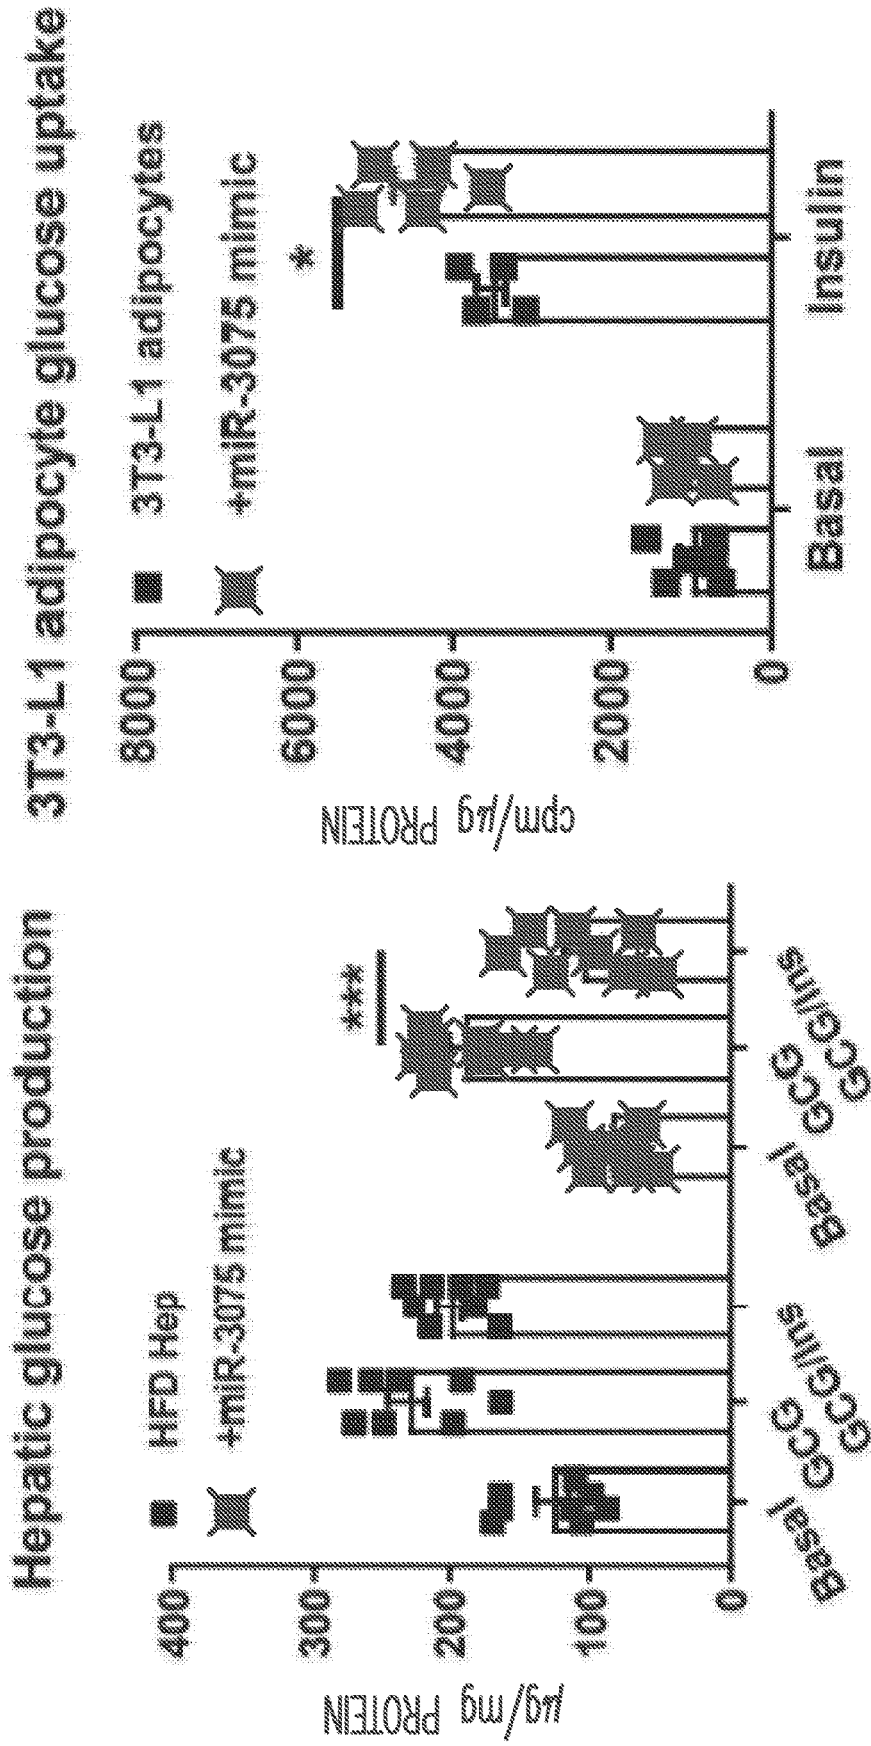 Hepatic glucose production
HFD Hep
+miR-3075 mimic
µg/mg PROTEIN
400
300
200
100
0
***
Basal
GCG
GCG/Ins
Basal
GCG
GCG/Ins
3T3-L1 adipocyte glucose uptake
3T3-L1 adipocytes
+miR-3075 mimic
cpm/µg PROTEIN
8000
6000
4000
2000
0
*
Basal
Insulin